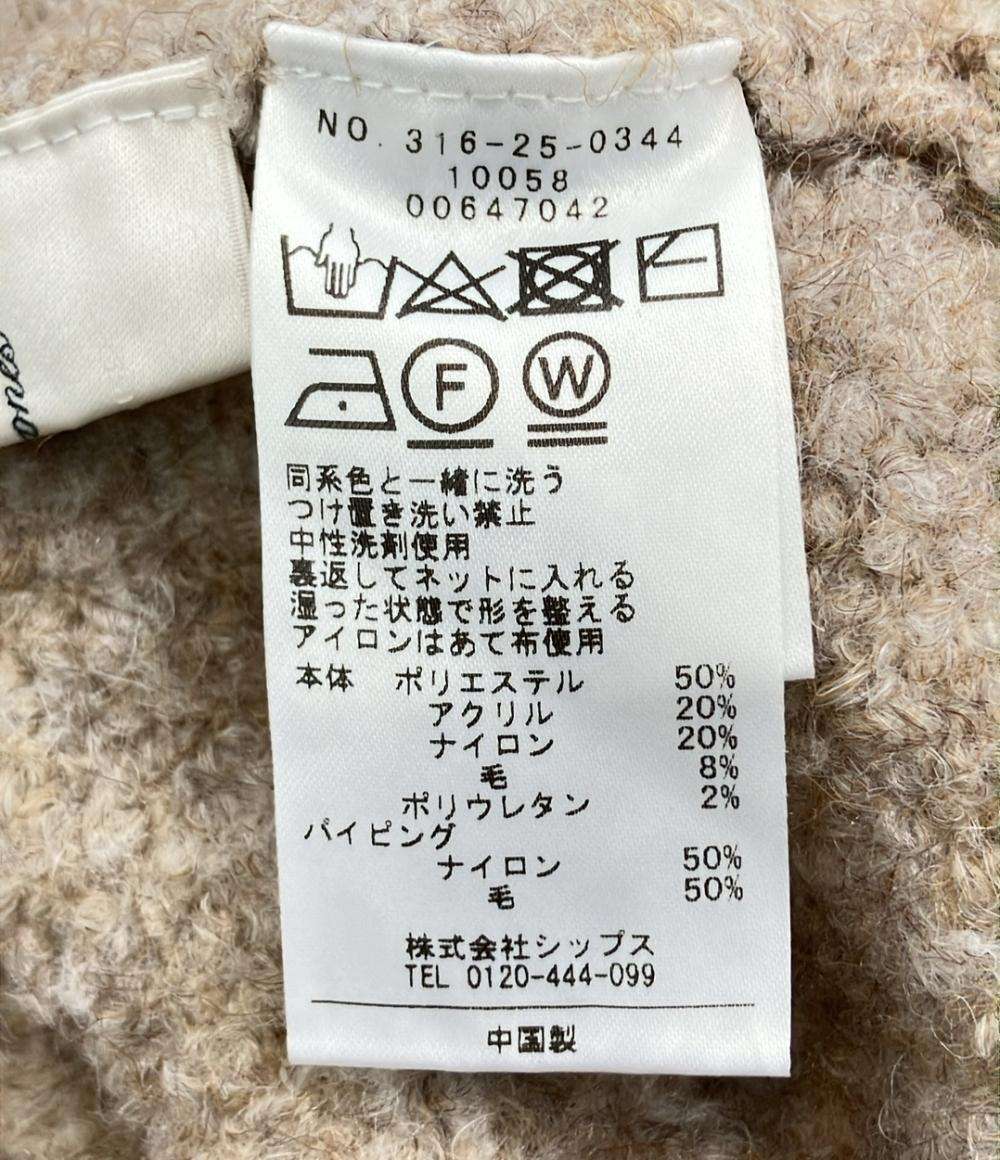 NO. 316-25-0344
10058
00647042
F W
同系色と一緒に洗う
つけ置き洗い禁止
中性洗剤使用
裏返してネットに入れる
湿った状態で形を整える
アイロンはあて布使用
本体 ポリエステル 50%
アクリル 20%
ナイロン 20%
毛 8%
ポリウレタン 2%
パイピング
ナイロン 50%
毛 50%
株式会社シップス
TEL 0120-444-099
中国製